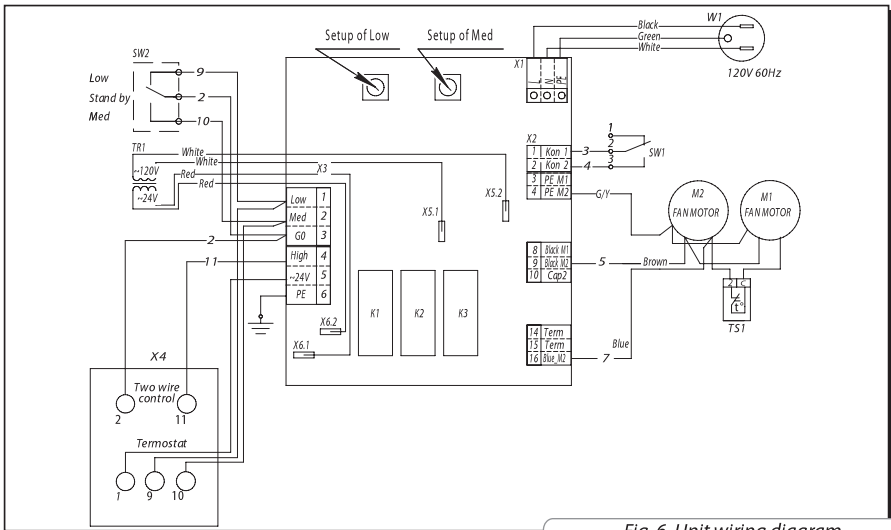 Setup of Low
Setup of Med
Black
Green
White
W1
120V 60Hz
SW2
Low
Stand by
Med
9
2
10
X1
L
N
PE
TR1
~120V
~24V
White
White
Red
Red
X3
Low 1
Med 2
G0 3
High 4
~24V 5
PE 6
2
11
X5.1
X5.2
X6.2
X6.1
K1
K2
K3
X2
1 Kon 1
2 Kon 2
3 PE M1
4 PE M2
8 Black M1
9 Black M2
10 Cap2
14 Term
15 Term
16 Blue_M2
3
4
1
2
3
SW1
G/Y
5
Brown
7
Blue
M2
FAN MOTOR
M1
FAN MOTOR
2 C
t°
TS1
X4
Two wire
control
2
11
Termostat
1
9
10
Fig. 6. Unit wiring diagram